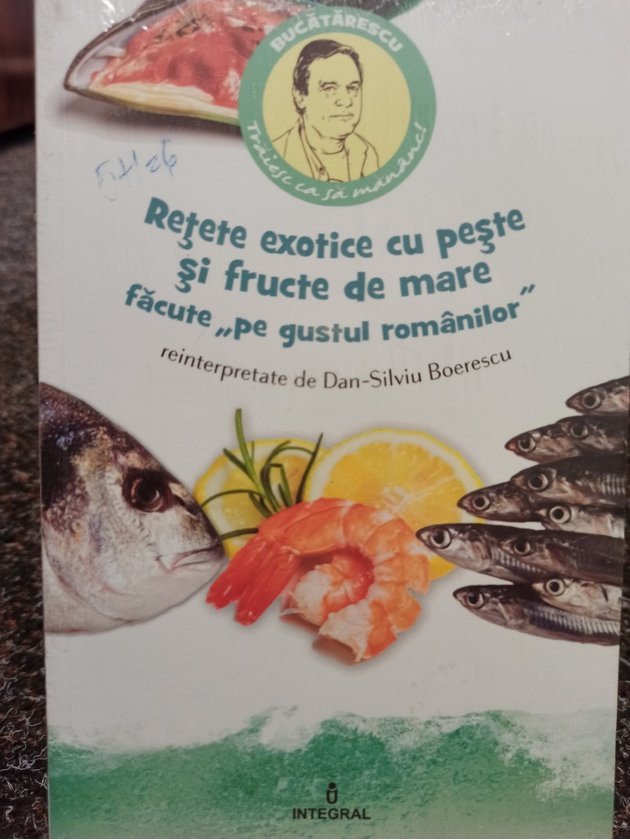 BUCĂTĂRESCU
Trăiesc ca să mănânc!
Reţete exotice cu peşte
şi fructe de mare
făcute „pe gustul românilor”
reinterpretate de Dan-Silviu Boerescu
INTEGRAL